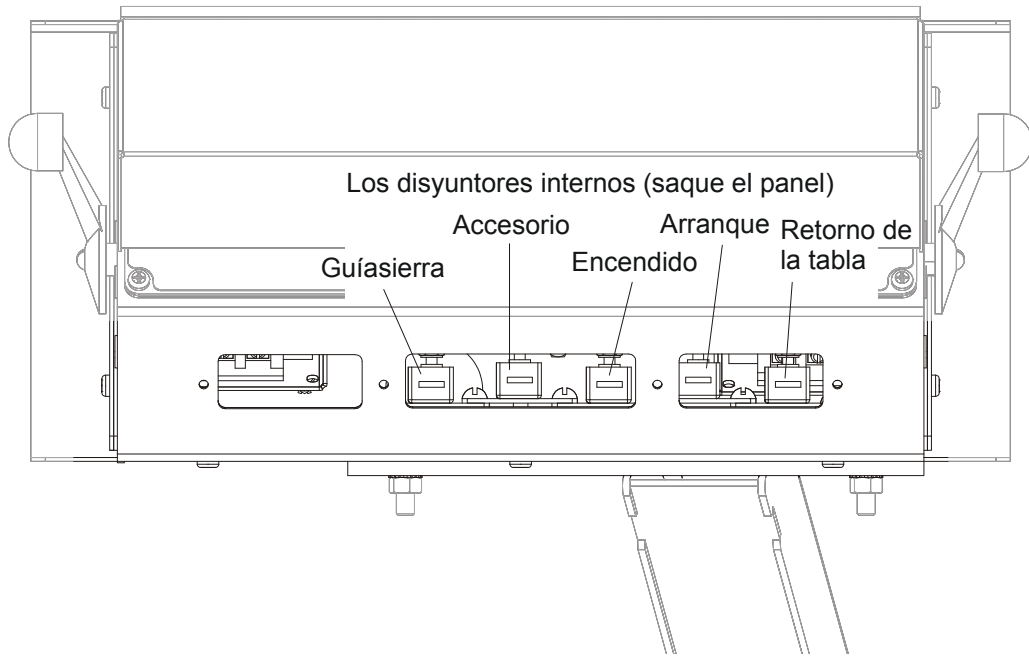 Los disyuntores internos (saque el panel)
Accesorio
Arranque
Retorno de
la tabla
Guíasierra
Encendido